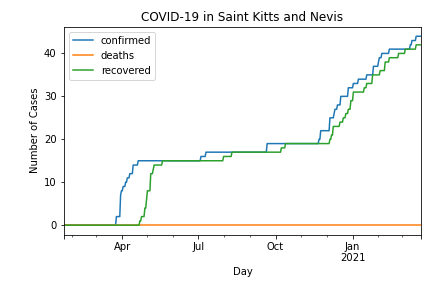 COVID-19 in Saint Kitts and Nevis
confirmed
deaths
recovered
Number of Cases
40
30
20
10
0
Apr
Jul
Oct
Jan
2021
Day